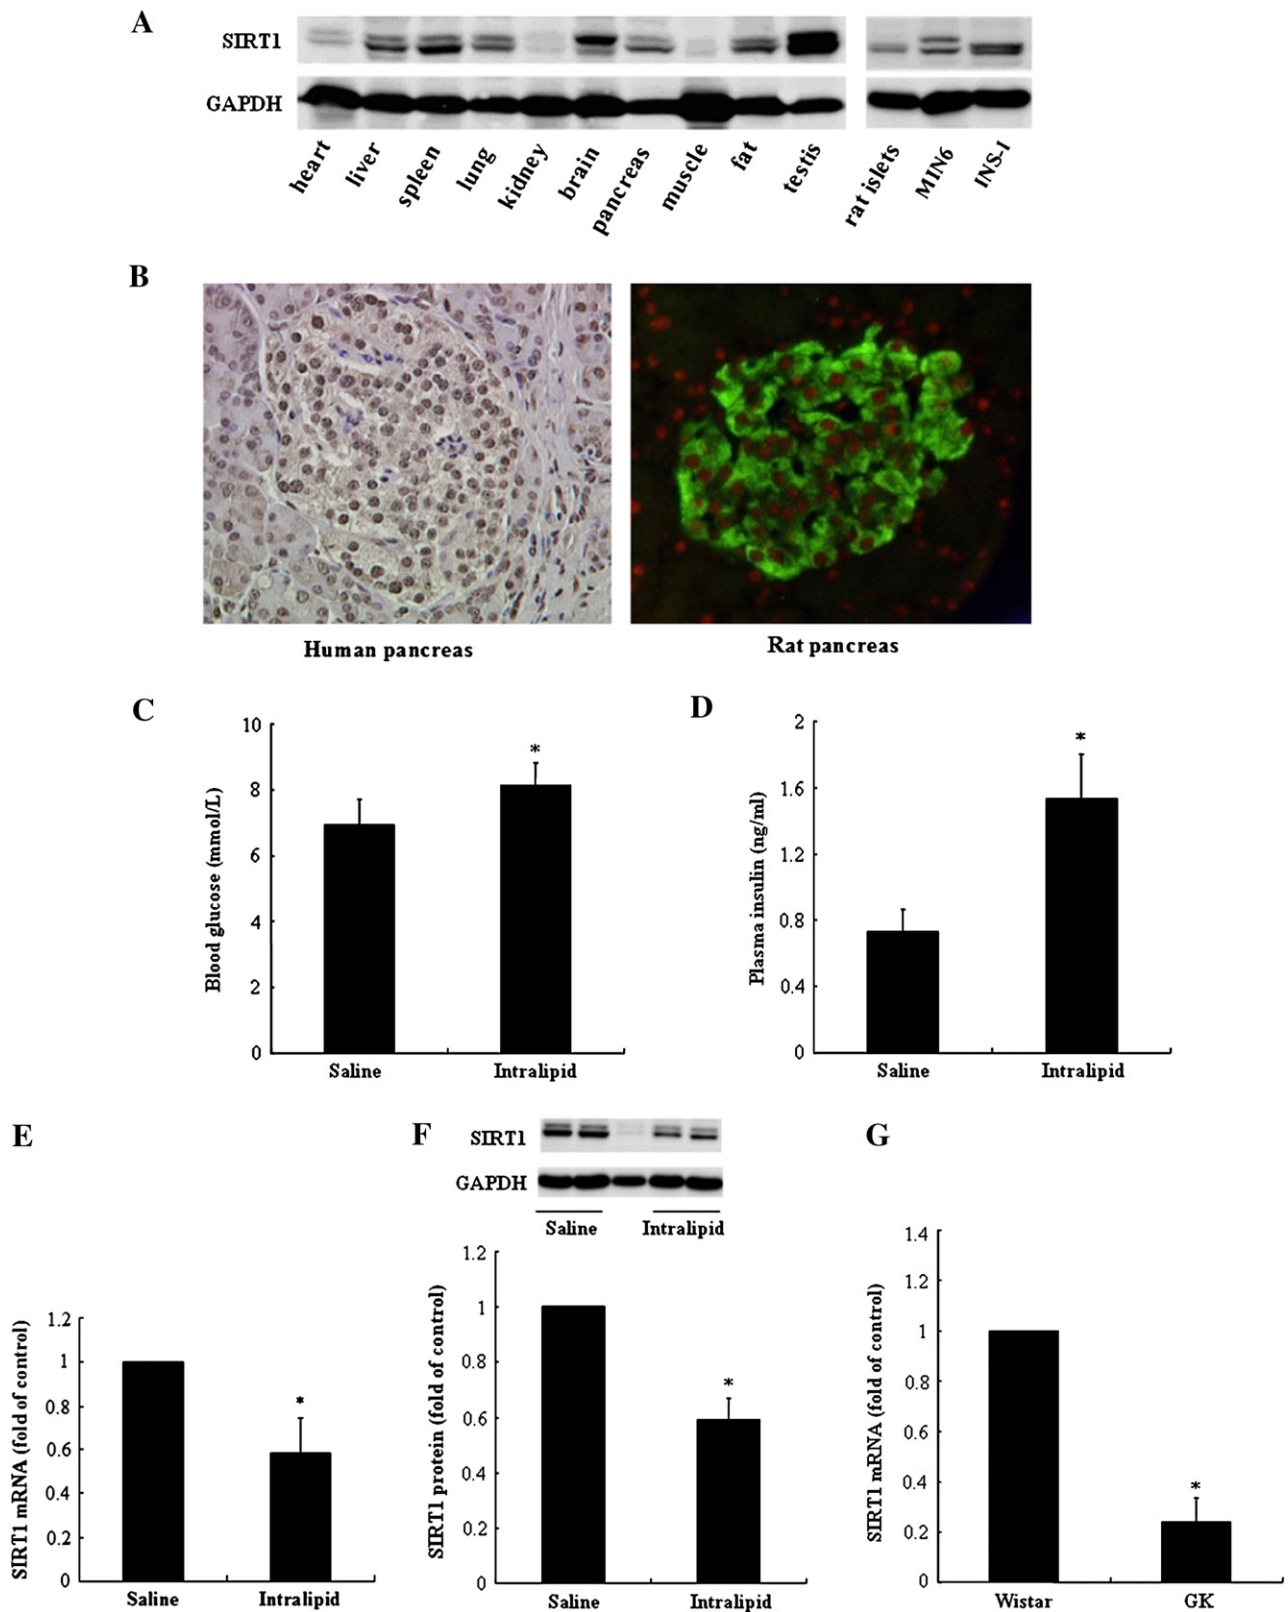 A
SIRT1
GAPDH
heart liver spleen lung kidney brain pancreas muscle fat testis rat islets MIN6 INS-1
B
Human pancreas
Rat pancreas
C
Blood glucose (mmol/L)
10
8
6
4
2
0
*
Saline Intralipid
D
Plasma insulin (ng/ml)
2
1.6
1.2
0.8
0.4
0
*
Saline Intralipid
E
SIRT1 mRNA (fold of control)
1.2
1
0.8
0.6
0.4
0.2
0
*
Saline Intralipid
F
SIRT1
GAPDH
Saline Intralipid
SIRT1 protein (fold of control)
1.2
1
0.8
0.6
0.4
0.2
0
*
Saline Intralipid
G
SIRT1 mRNA (fold of control)
1.4
1.2
1
0.8
0.6
0.4
0.2
0
*
Wistar GK